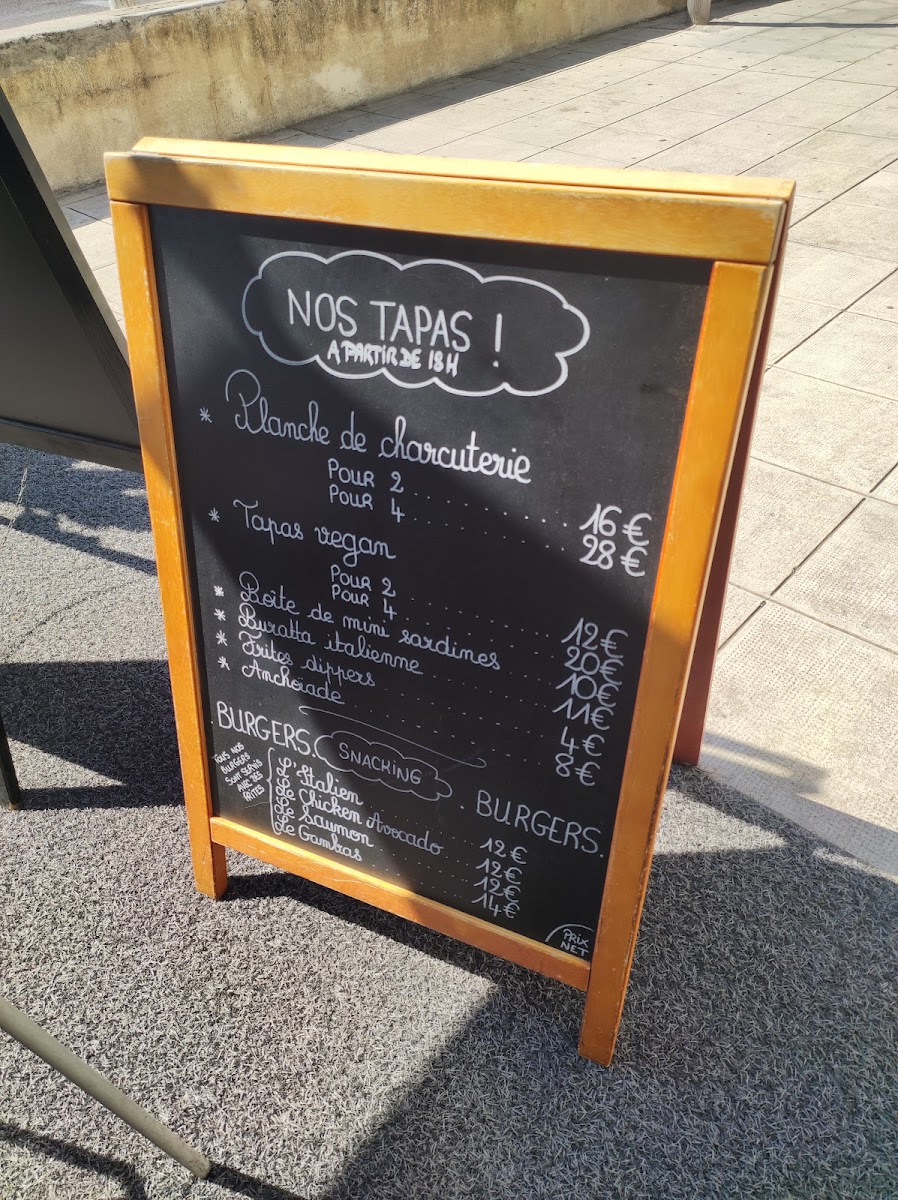 NOS TAPAS !
A PARTIR DE 18H
* Planche de charcuterie
POUR 2 ............ 16€
POUR 4 ............ 28€
* Tapas vegan
POUR 2 ............ 12€
POUR 4 ............ 20€
* Boîte de mini sardines .... 10€
* Buratta italienne ........ 11€
* Frites dippers ........ 4€
* Anchoïade ........ 8€
.BURGERS.
SNACKING
.BURGERS.
TOUS NOS
BURGERS
SONT SERVIS
AVEC DES
FRITES
L'Italien ........ 12€
Le Chicken Avocado .... 12€
Le Saumon ........ 12€
Le Gambas ........ 14€
PRIX
NET